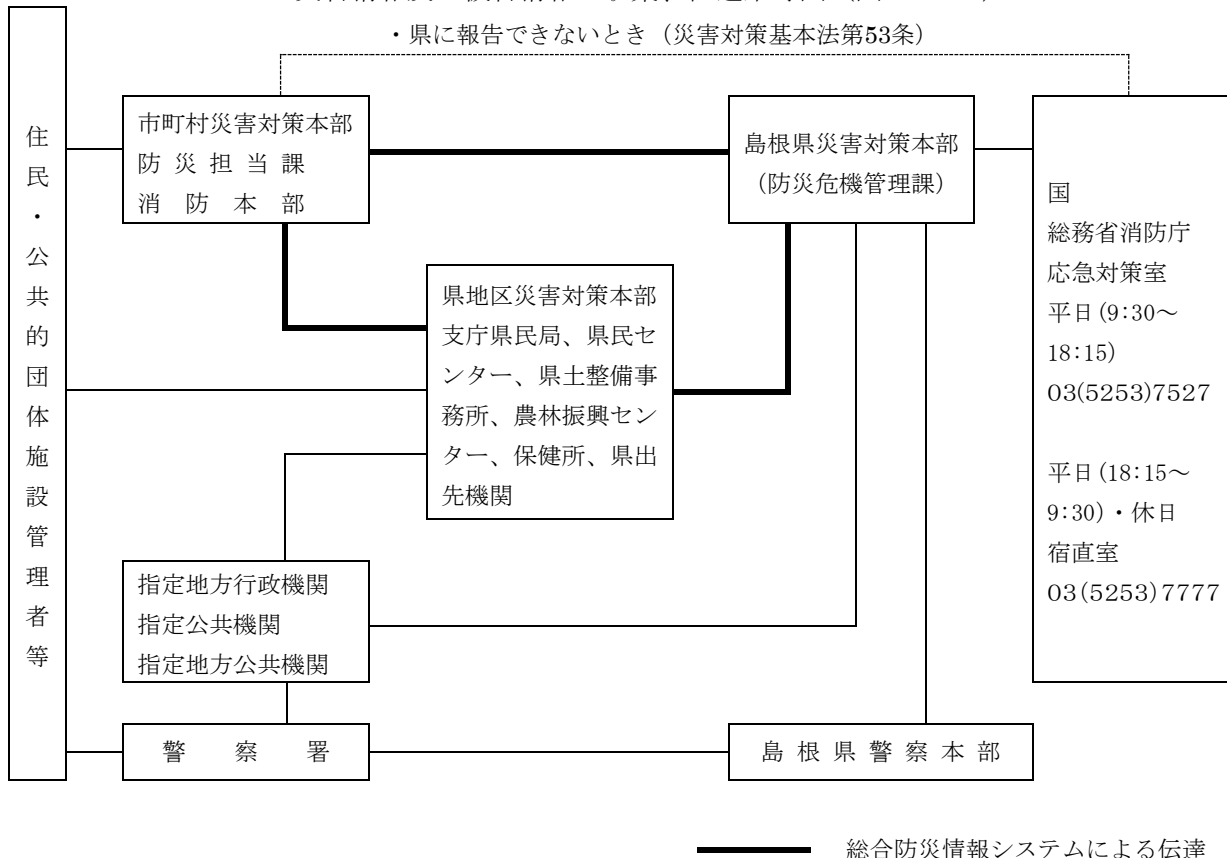 ・県に報告できないとき（災害対策基本法第53条）
住民・公共的団体施設管理者等
市町村災害対策本部
防災担当課
消防本部
島根県災害対策本部
（防災危機管理課）
国
総務省消防庁
応急対策室
平日(9:30～
18:15)
03(5253)7527
平日(18:15～
9:30)・休日
宿直室
03(5253)7777
県地区災害対策本部
支庁県民局、県民セ
ンター、県土整備事
務所、農林振興セン
ター、保健所、県出
先機関
指定地方行政機関
指定公共機関
指定地方公共機関
警察署
島根県警察本部
総合防災情報システムによる伝達